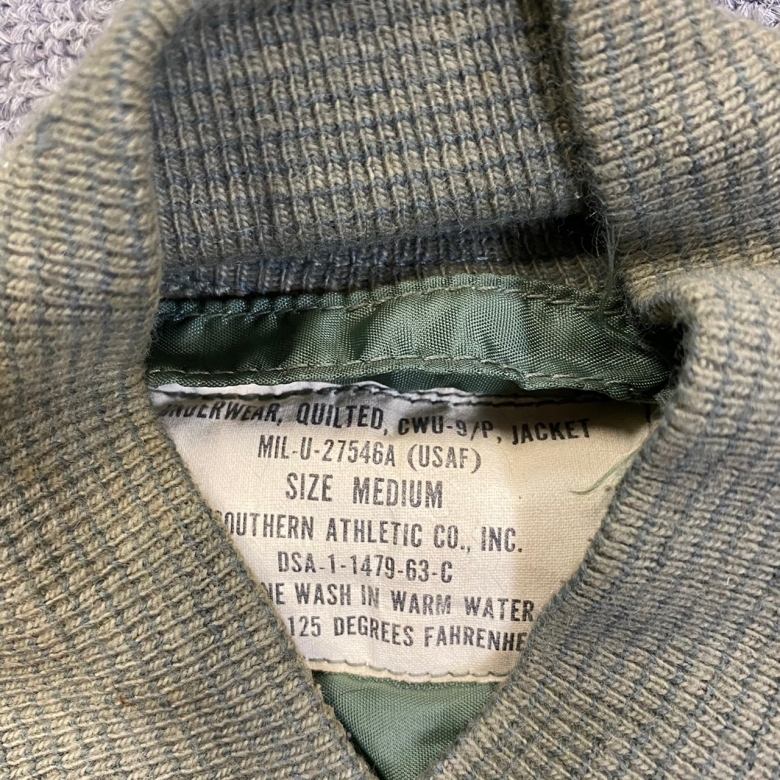 UNDERWEAR, QUILTED, CWU-9/P, JACKET
MIL-U-27546A (USAF)
SIZE MEDIUM
SOUTHERN ATHLETIC CO., INC.
DSA-1-1479-63-C
NE WASH IN WARM WATER
125 DEGREES FAHRENHE